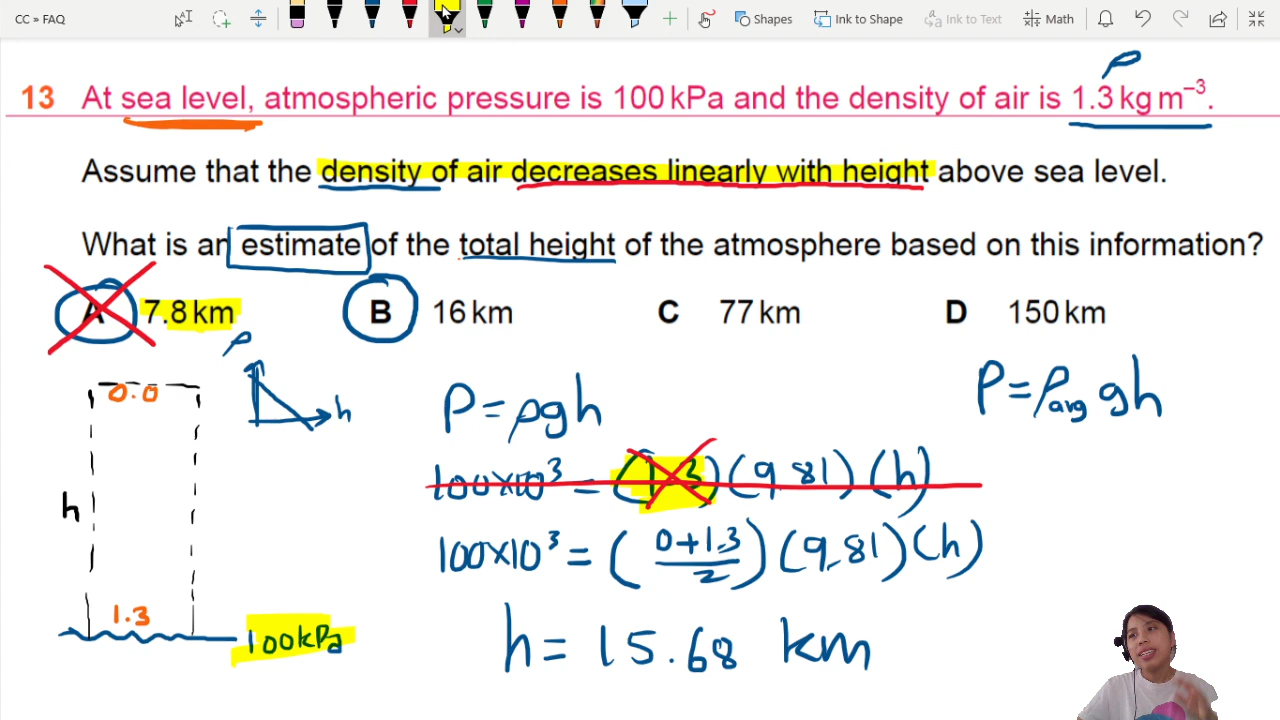 CC » FAQ
Shapes
Ink to Shape
Ink to Text
Math
ρ
13 At sea level, atmospheric pressure is 100 kPa and the density of air is 1.3 kg m⁻³.
Assume that the density of air decreases linearly with height above sea level.
What is an estimate of the total height of the atmosphere based on this information?
A 7.8 km B 16 km C 77 km D 150 km
ρ
h
0.0
h
1.3
100kPa
P = ρgh
P = ρavg gh
100×10³ = (1.3)(9.81)(h)
100×10³ = (0+1.3/2)(9.81)(h)
h = 15.68 km